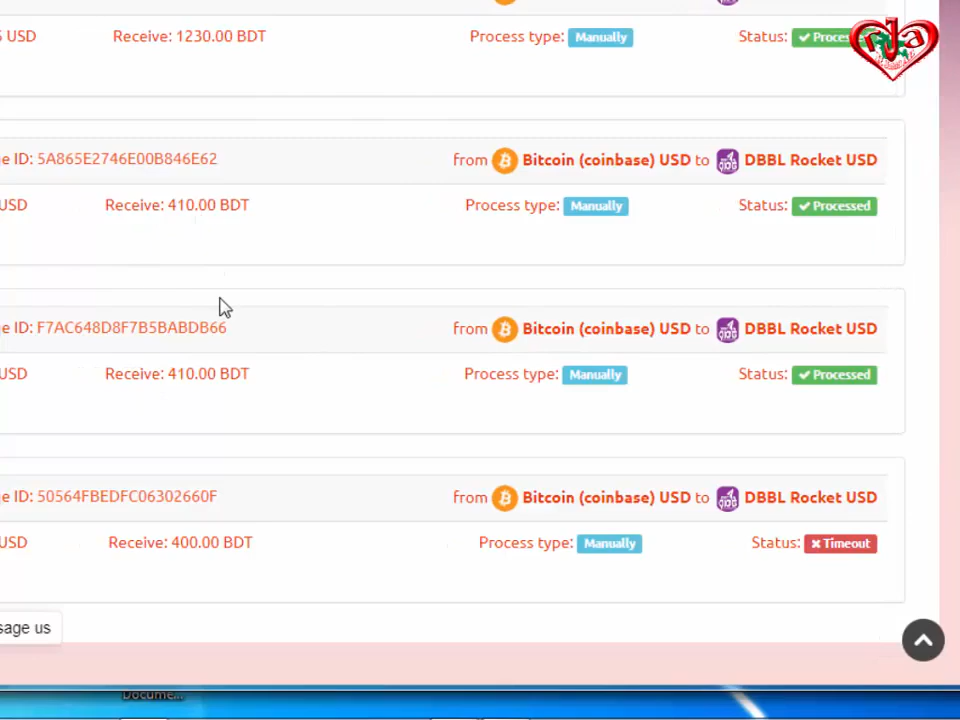 USD Receive: 1230.00 BDT Process type: Manually Status: ✔
e ID: 5A865E2746E00B846E62 from Bitcoin (coinbase) USD to DBBL Rocket USD
USD Receive: 410.00 BDT Process type: Manually Status: ✔ Processed
e ID: F7AC648D8F7B5BABDB66 from Bitcoin (coinbase) USD to DBBL Rocket USD
USD Receive: 410.00 BDT Process type: Manually Status: ✔ Processed
e ID: 50564FBEDFC06302660F from Bitcoin (coinbase) USD to DBBL Rocket USD
USD Receive: 400.00 BDT Process type: Manually Status: ✖ Timeout
sage us
Docume...